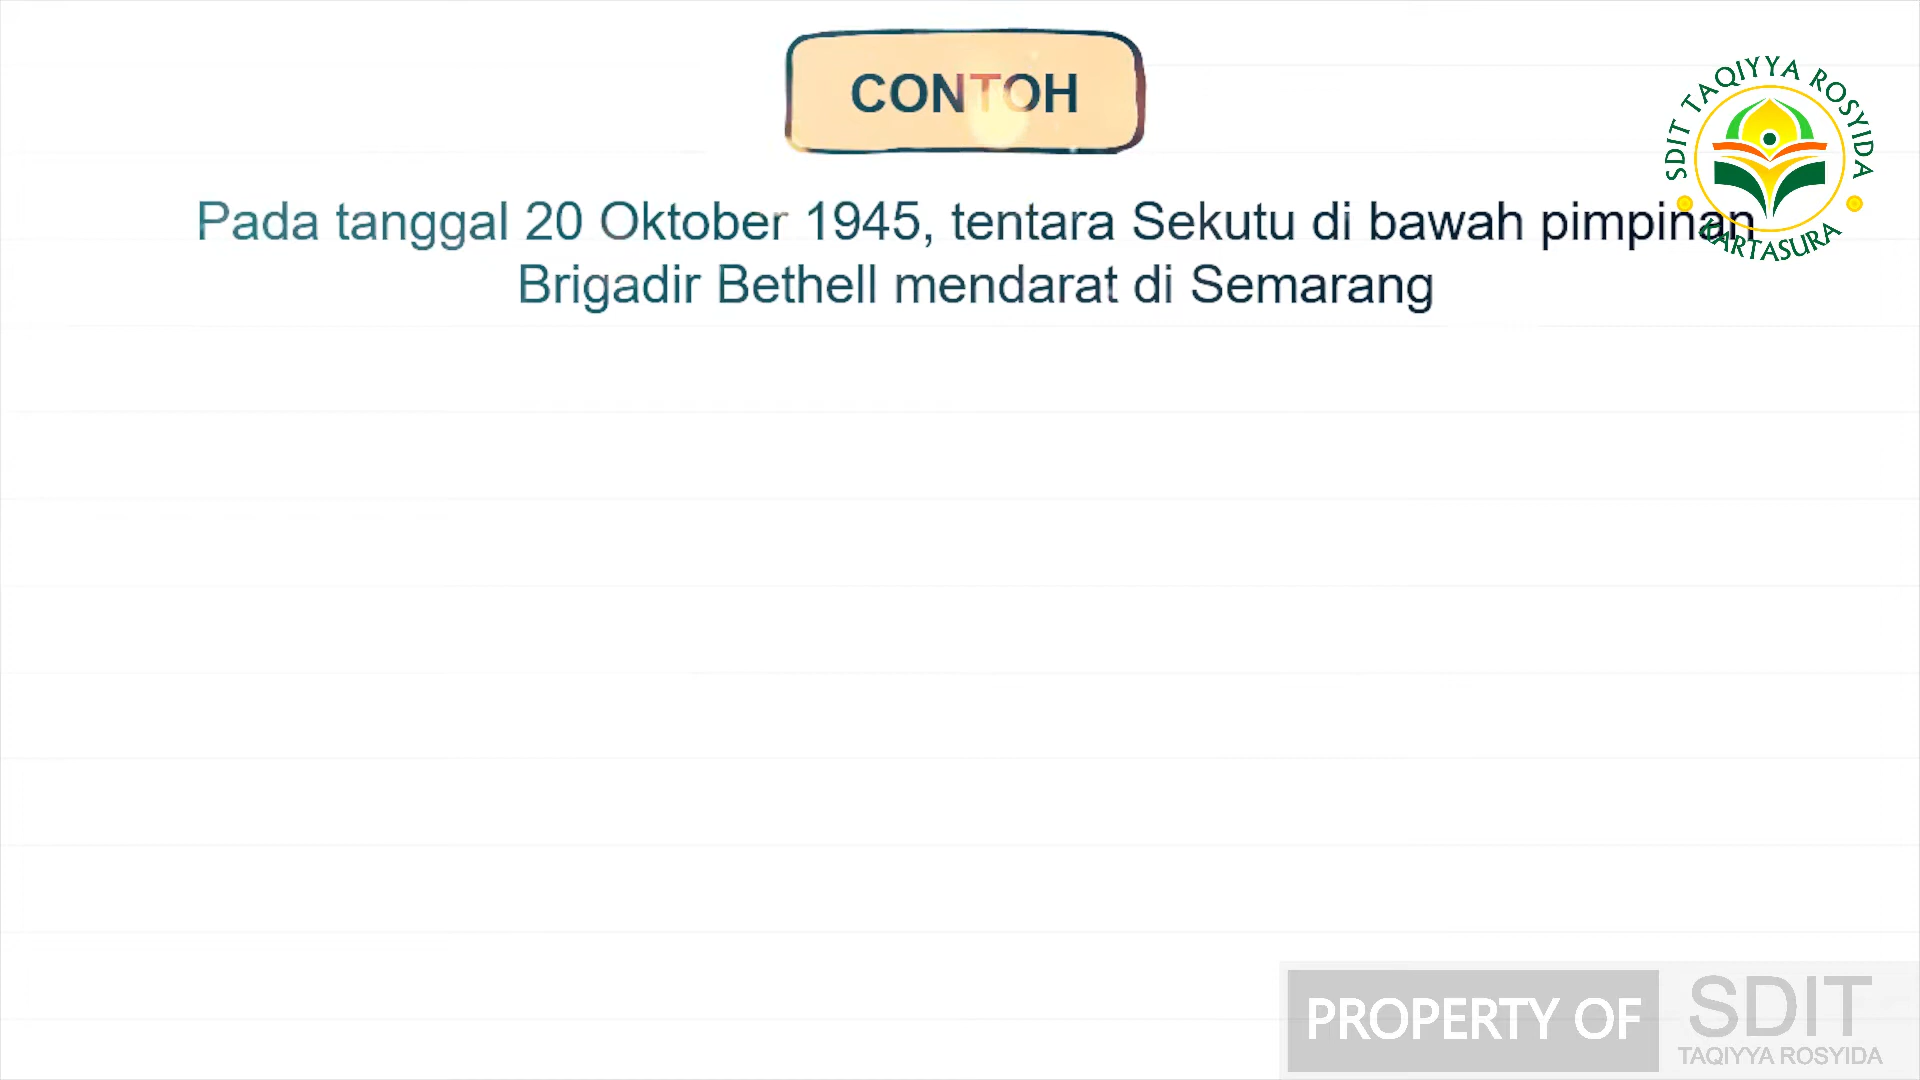 CONTOH
SDIT TAQIYYA ROSYIDA
KARTASURA
Pada tanggal 20 Oktober 1945, tentara Sekutu di bawah pimpinan
Brigadir Bethell mendarat di Semarang
PROPERTY OF
SDIT
TAQIYYA ROSYIDA